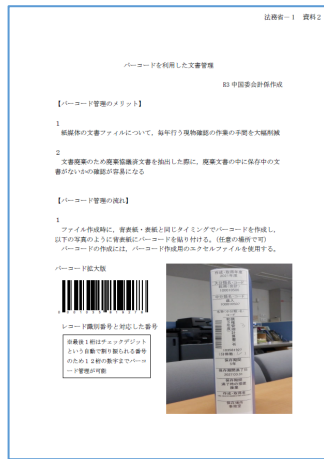 法務省－1　資料2
バーコードを利用した文書管理
R3 中国委会計係作成
【バーコード管理のメリット】
1
紙媒体の文書ファイルについて、毎年行う現物確認の作業の手間を大幅削減
2
文書廃棄のため廃棄協議済文書を抽出した際に、廃棄文書の中に保存中の文
書がないかの確認が容易になる
【バーコード管理の流れ】
1
ファイル作成時に、背表紙・表紙と同じタイミングでバーコードを作成し、
以下の写真のように背表紙にバーコードを貼り付ける。（任意の場所で可）
バーコードの作成には、バーコード作成用のエクセルファイルを使用する。
バーコード拡大版
レコード識別番号と対応した番号
※最後1桁はチェックデジット
という自動で割り振られる番号
のため12桁の数字までバーコ
ード管理が可能